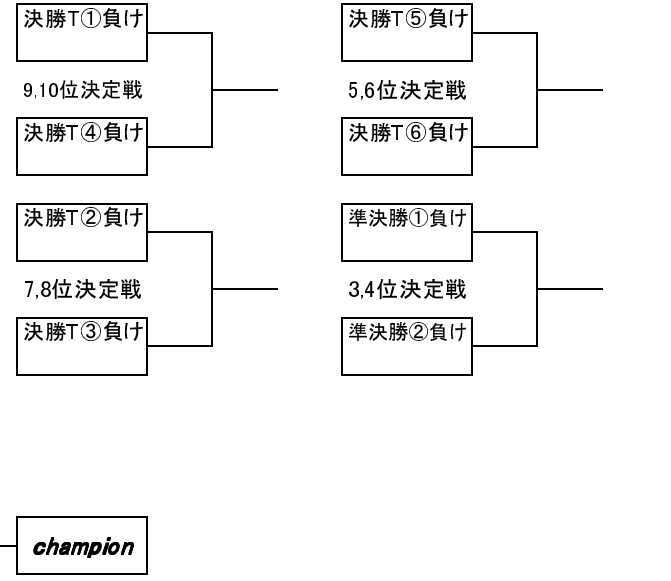 決勝T①負け
9,10位決定戦
決勝T④負け
決勝T⑤負け
5,6位決定戦
決勝T⑥負け
決勝T②負け
7,8位決定戦
決勝T③負け
準決勝①負け
3,4位決定戦
準決勝②負け
champion